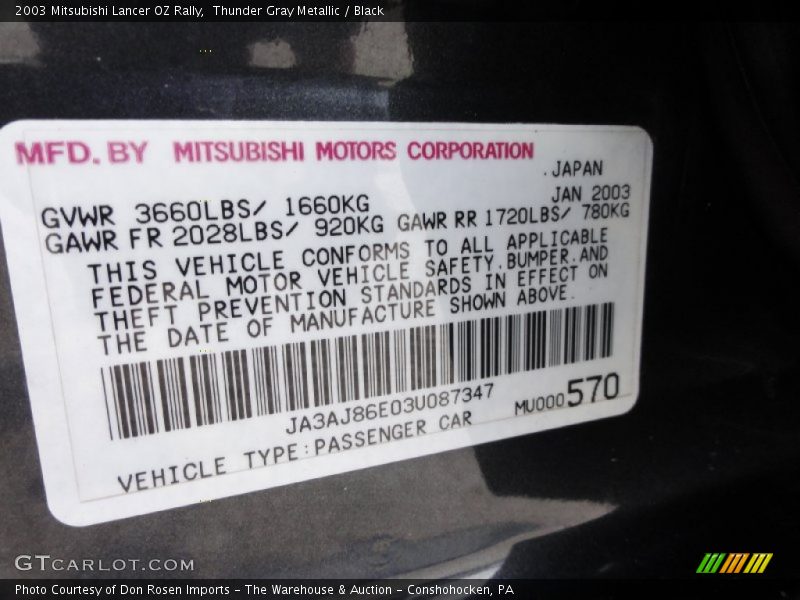 2003 Mitsubishi Lancer OZ Rally,  Thunder Gray Metallic / Black
MFD. BY MITSUBISHI MOTORS CORPORATION
JAPAN
JAN 2003
GVWR 3660LBS/ 1660KG
GAWR FR 2028LBS/ 920KG GAWR RR 1720LBS/ 780KG
THIS VEHICLE CONFORMS TO ALL APPLICABLE
FEDERAL MOTOR VEHICLE SAFETY,BUMPER,AND
THEFT PREVENTION STANDARDS IN EFFECT ON
THE DATE OF MANUFACTURE SHOWN ABOVE.
JA3AJ86E03U087347
MU000570
VEHICLE TYPE:PASSENGER CAR
GTCARLOT.COM
Photo Courtesy of Don Rosen Imports - The Warehouse & Auction - Conshohocken, PA